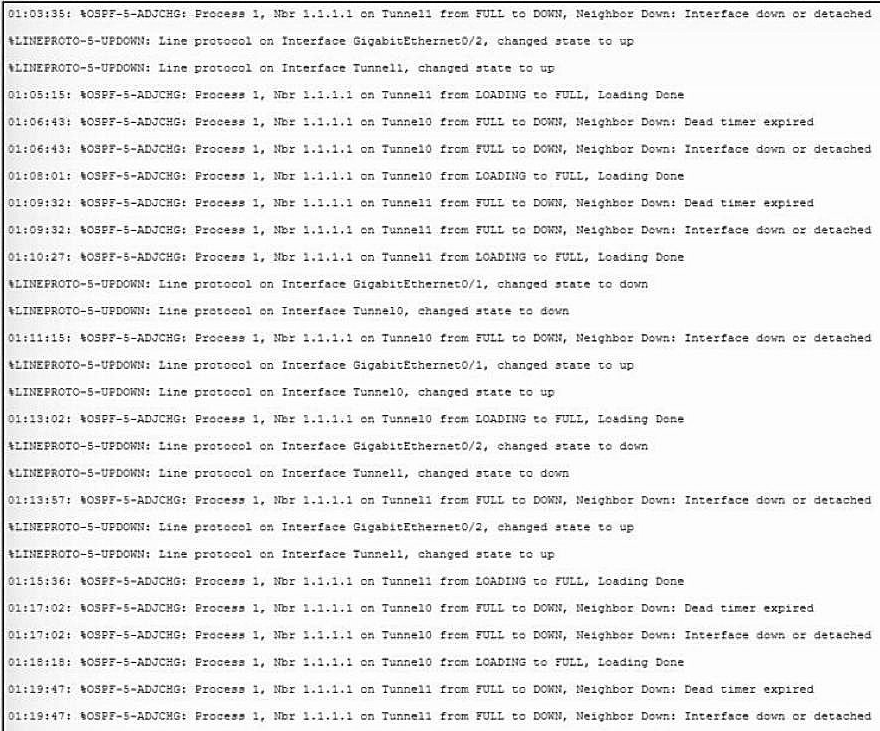 01:03:35: %OSPF-5-ADJCHG: Process 1, Nbr 1.1.1.1 on Tunnel1 from FULL to DOWN, Neighbor Down: Interface down or detached
%LINEPROTO-5-UPDOWN: Line protocol on Interface GigabitEthernet0/2, changed state to up
%LINEPROTO-5-UPDOWN: Line protocol on Interface Tunnel1, changed state to up
01:05:15: %OSPF-5-ADJCHG: Process 1, Nbr 1.1.1.1 on Tunnel1 from LOADING to FULL, Loading Done
01:06:43: %OSPF-5-ADJCHG: Process 1, Nbr 1.1.1.1 on Tunnel0 from FULL to DOWN, Neighbor Down: Dead timer expired
01:06:43: %OSPF-5-ADJCHG: Process 1, Nbr 1.1.1.1 on Tunnel0 from FULL to DOWN, Neighbor Down: Interface down or detached
01:08:01: %OSPF-5-ADJCHG: Process 1, Nbr 1.1.1.1 on Tunnel0 from LOADING to FULL, Loading Done
01:09:32: %OSPF-5-ADJCHG: Process 1, Nbr 1.1.1.1 on Tunnel1 from FULL to DOWN, Neighbor Down: Dead timer expired
01:09:32: %OSPF-5-ADJCHG: Process 1, Nbr 1.1.1.1 on Tunnel1 from FULL to DOWN, Neighbor Down: Interface down or detached
01:10:27: %OSPF-5-ADJCHG: Process 1, Nbr 1.1.1.1 on Tunnel1 from LOADING to FULL, Loading Done
%LINEPROTO-5-UPDOWN: Line protocol on Interface GigabitEthernet0/1, changed state to down
%LINEPROTO-5-UPDOWN: Line protocol on Interface Tunnel0, changed state to down
01:11:15: %OSPF-5-ADJCHG: Process 1, Nbr 1.1.1.1 on Tunnel0 from FULL to DOWN, Neighbor Down: Interface down or detached
%LINEPROTO-5-UPDOWN: Line protocol on Interface GigabitEthernet0/1, changed state to up
%LINEPROTO-5-UPDOWN: Line protocol on Interface Tunnel0, changed state to up
01:13:02: %OSPF-5-ADJCHG: Process 1, Nbr 1.1.1.1 on Tunnel0 from LOADING to FULL, Loading Done
%LINEPROTO-5-UPDOWN: Line protocol on Interface GigabitEthernet0/2, changed state to down
%LINEPROTO-5-UPDOWN: Line protocol on Interface Tunnel1, changed state to down
01:13:57: %OSPF-5-ADJCHG: Process 1, Nbr 1.1.1.1 on Tunnel1 from FULL to DOWN, Neighbor Down: Interface down or detached
%LINEPROTO-5-UPDOWN: Line protocol on Interface GigabitEthernet0/2, changed state to up
%LINEPROTO-5-UPDOWN: Line protocol on Interface Tunnel1, changed state to up
01:15:36: %OSPF-5-ADJCHG: Process 1, Nbr 1.1.1.1 on Tunnel1 from LOADING to FULL, Loading Done
01:17:02: %OSPF-5-ADJCHG: Process 1, Nbr 1.1.1.1 on Tunnel0 from FULL to DOWN, Neighbor Down: Dead timer expired
01:17:02: %OSPF-5-ADJCHG: Process 1, Nbr 1.1.1.1 on Tunnel0 from FULL to DOWN, Neighbor Down: Interface down or detached
01:18:18: %OSPF-5-ADJCHG: Process 1, Nbr 1.1.1.1 on Tunnel0 from LOADING to FULL, Loading Done
01:19:47: %OSPF-5-ADJCHG: Process 1, Nbr 1.1.1.1 on Tunnel1 from FULL to DOWN, Neighbor Down: Dead timer expired
01:19:47: %OSPF-5-ADJCHG: Process 1, Nbr 1.1.1.1 on Tunnel1 from FULL to DOWN, Neighbor Down: Interface down or detached